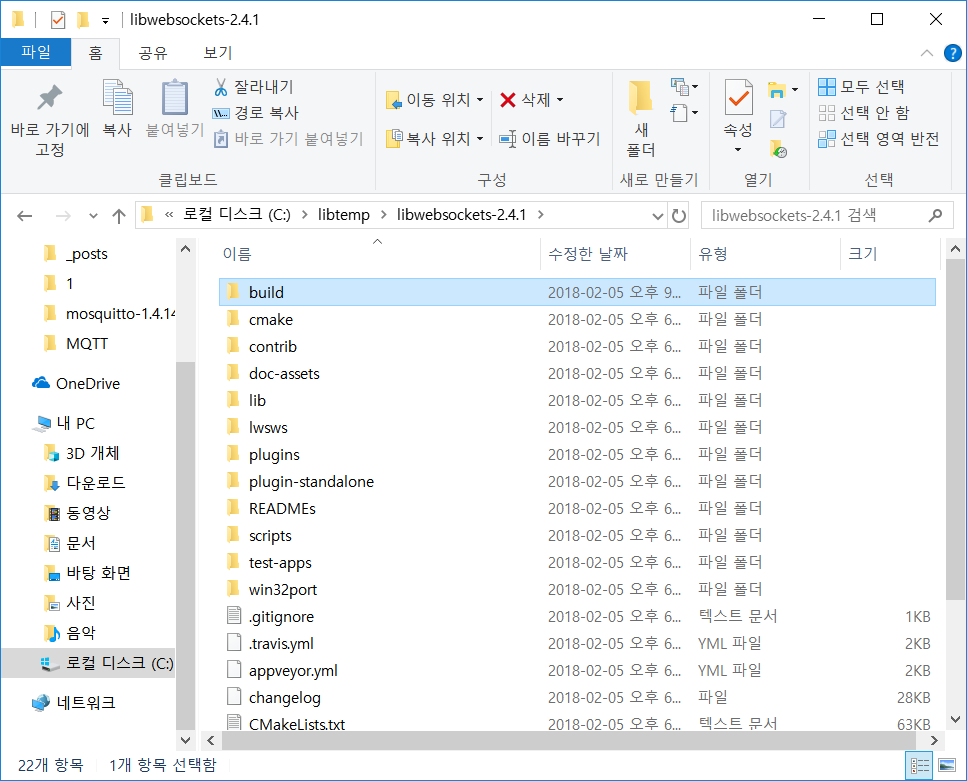 libwebsockets-2.4.1
파일 홈 공유 보기
바로 가기에 고정
복사
붙여넣기
잘라내기
경로 복사
바로 가기 붙여넣기
클립보드
이동 위치
복사 위치
삭제
이름 바꾸기
구성
새 폴더
새로 만들기
속성
열기
모두 선택
선택 안 함
선택 영역 반전
선택
« 로컬 디스크 (C:) > libtemp > libwebsockets-2.4.1 >
libwebsockets-2.4.1 검색
_posts
1
mosquitto-1.4.14
MQTT
OneDrive
내 PC
3D 개체
다운로드
동영상
문서
바탕 화면
사진
음악
로컬 디스크 (C:)
네트워크
이름 수정한 날짜 유형 크기
build 2018-02-05 오후 9... 파일 폴더
cmake 2018-02-05 오후 6... 파일 폴더
contrib 2018-02-05 오후 6... 파일 폴더
doc-assets 2018-02-05 오후 6... 파일 폴더
lib 2018-02-05 오후 6... 파일 폴더
lwsws 2018-02-05 오후 6... 파일 폴더
plugins 2018-02-05 오후 6... 파일 폴더
plugin-standalone 2018-02-05 오후 6... 파일 폴더
READMEs 2018-02-05 오후 6... 파일 폴더
scripts 2018-02-05 오후 6... 파일 폴더
test-apps 2018-02-05 오후 6... 파일 폴더
win32port 2018-02-05 오후 6... 파일 폴더
.gitignore 2018-02-05 오후 6... 텍스트 문서 1KB
.travis.yml 2018-02-05 오후 6... YML 파일 2KB
appveyor.yml 2018-02-05 오후 6... YML 파일 2KB
changelog 2018-02-05 오후 6... 파일 28KB
CMakeLists.txt 2018-02-05 오후 6... 텍스트 문서 63KB
22개 항목 1개 항목 선택함